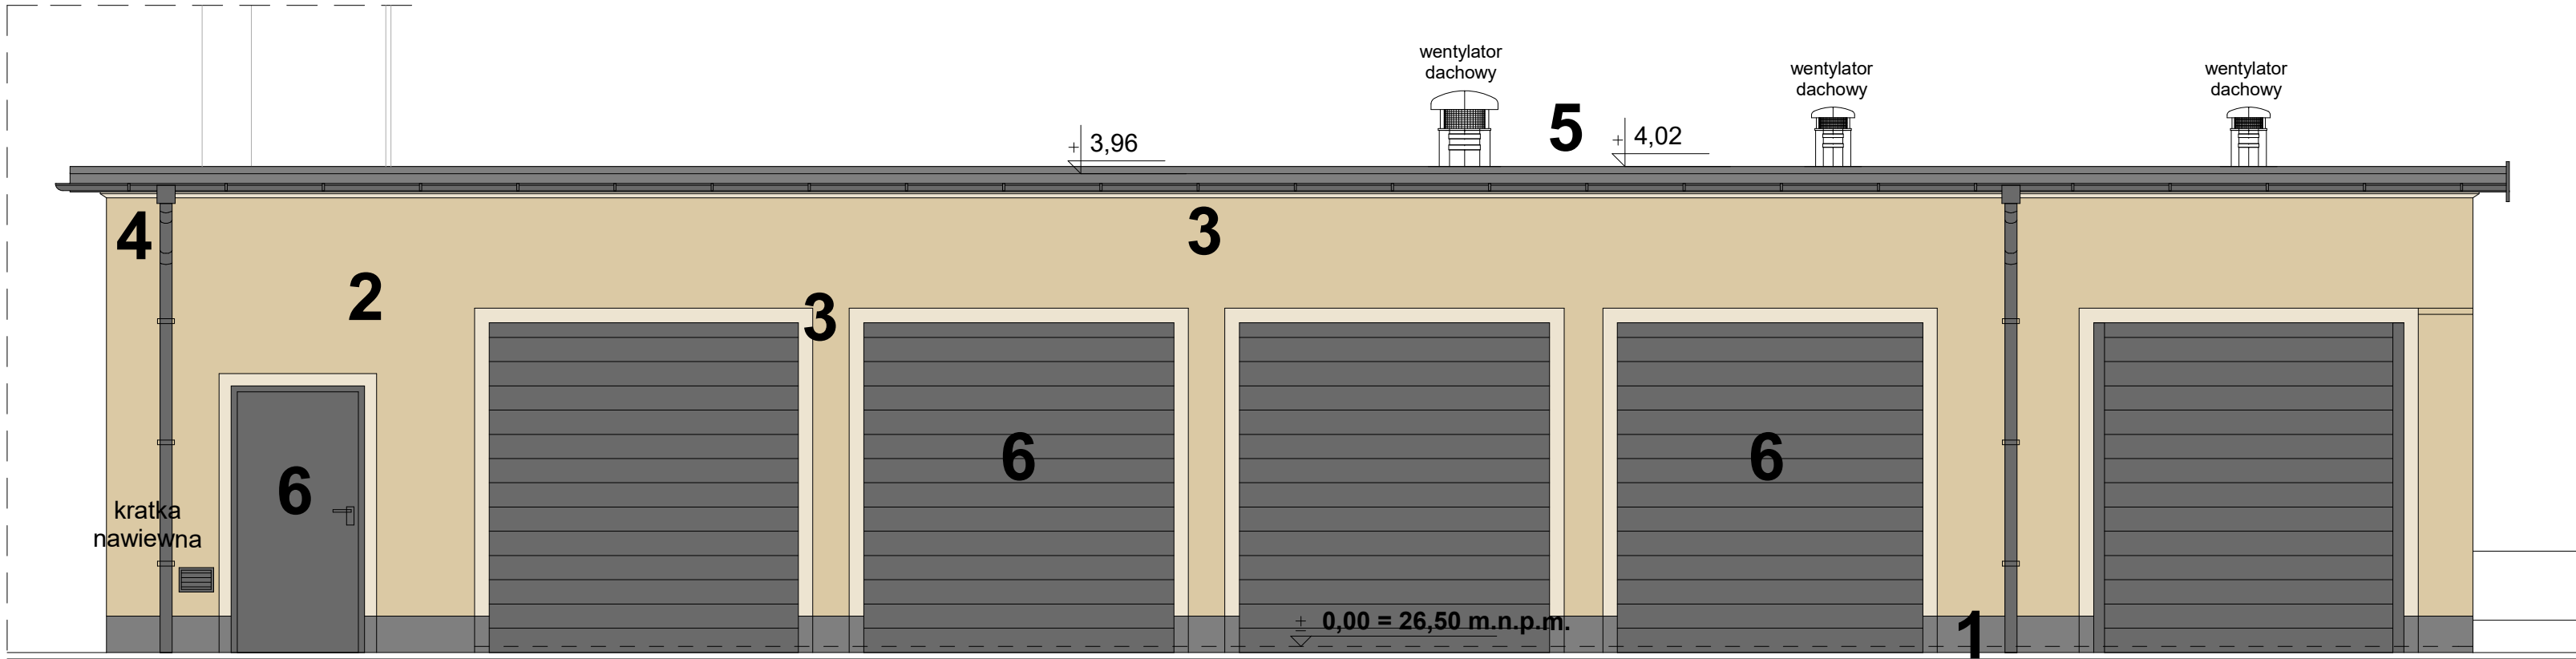 wentylator
dachowy
wentylator
dachowy
wentylator
dachowy
5
+ 4,02
+ 3,96
4
3
2
3
6
6
6
kratka
nawiewna
± 0,00 = 26,50 m.n.p.m.
1